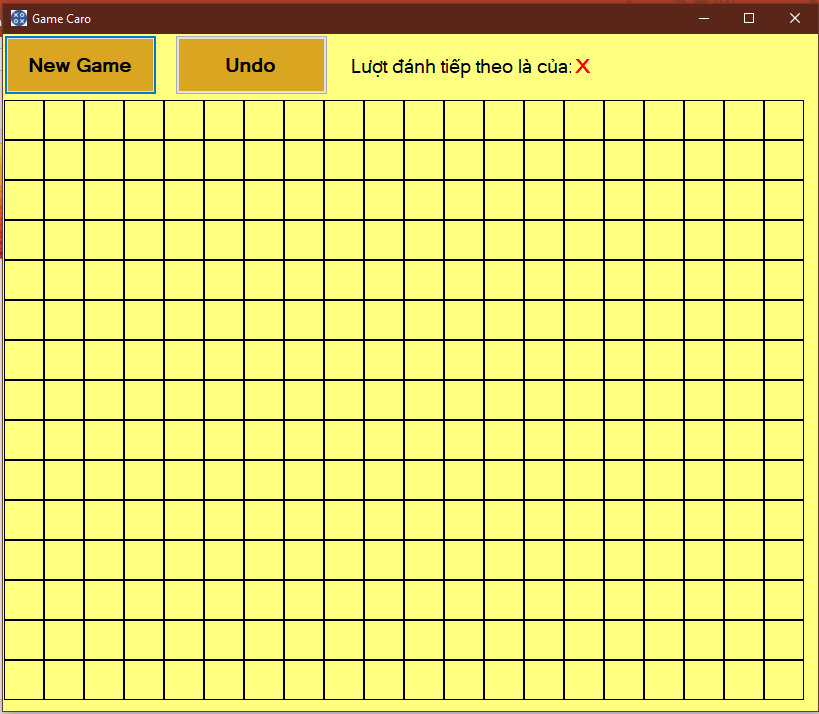 Game Caro
New Game
Undo
Lượt đánh tiếp theo là của: X